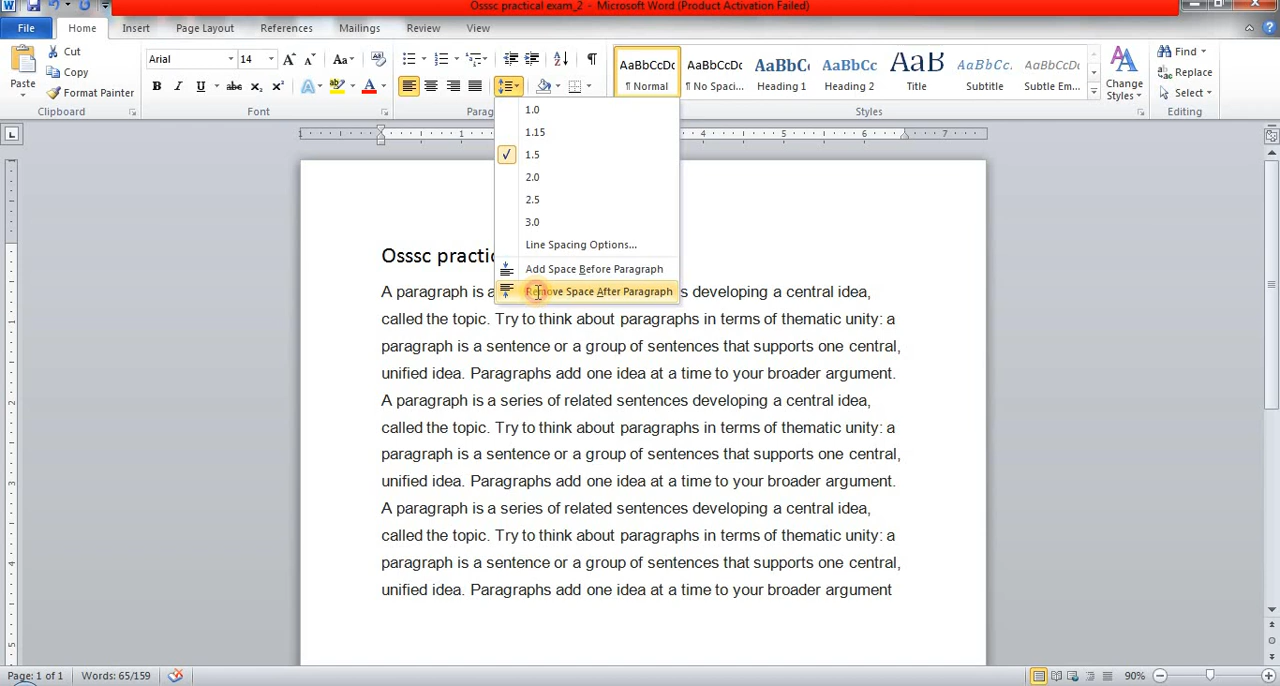 Osssc practical exam_2 - Microsoft Word (Product Activation Failed)
File Home Insert Page Layout References Mailings Review View
Paste
Cut
Copy
Format Painter
Clipboard
Arial 14
Font
Parag
AaBbCcDc AaBbCcDc AaBbC AaBbCc AaB AaBbCc. AaBbCcDc
¶ Normal ¶ No Spaci... Heading 1 Heading 2 Title Subtitle Subtle Em...
Change
Styles
Styles
Find
Replace
Select
Editing
1.0
1.15
1.5
2.0
2.5
3.0
Line Spacing Options...
Add Space Before Paragraph
Remove Space After Paragraph
1 1 4 5 6 7
Osssc practic
A paragraph is a s developing a central idea,
called the topic. Try to think about paragraphs in terms of thematic unity: a
paragraph is a sentence or a group of sentences that supports one central,
unified idea. Paragraphs add one idea at a time to your broader argument.
A paragraph is a series of related sentences developing a central idea,
called the topic. Try to think about paragraphs in terms of thematic unity: a
paragraph is a sentence or a group of sentences that supports one central,
unified idea. Paragraphs add one idea at a time to your broader argument.
A paragraph is a series of related sentences developing a central idea,
called the topic. Try to think about paragraphs in terms of thematic unity: a
paragraph is a sentence or a group of sentences that supports one central,
unified idea. Paragraphs add one idea at a time to your broader argument
Page: 1 of 1 Words: 65/159 90%